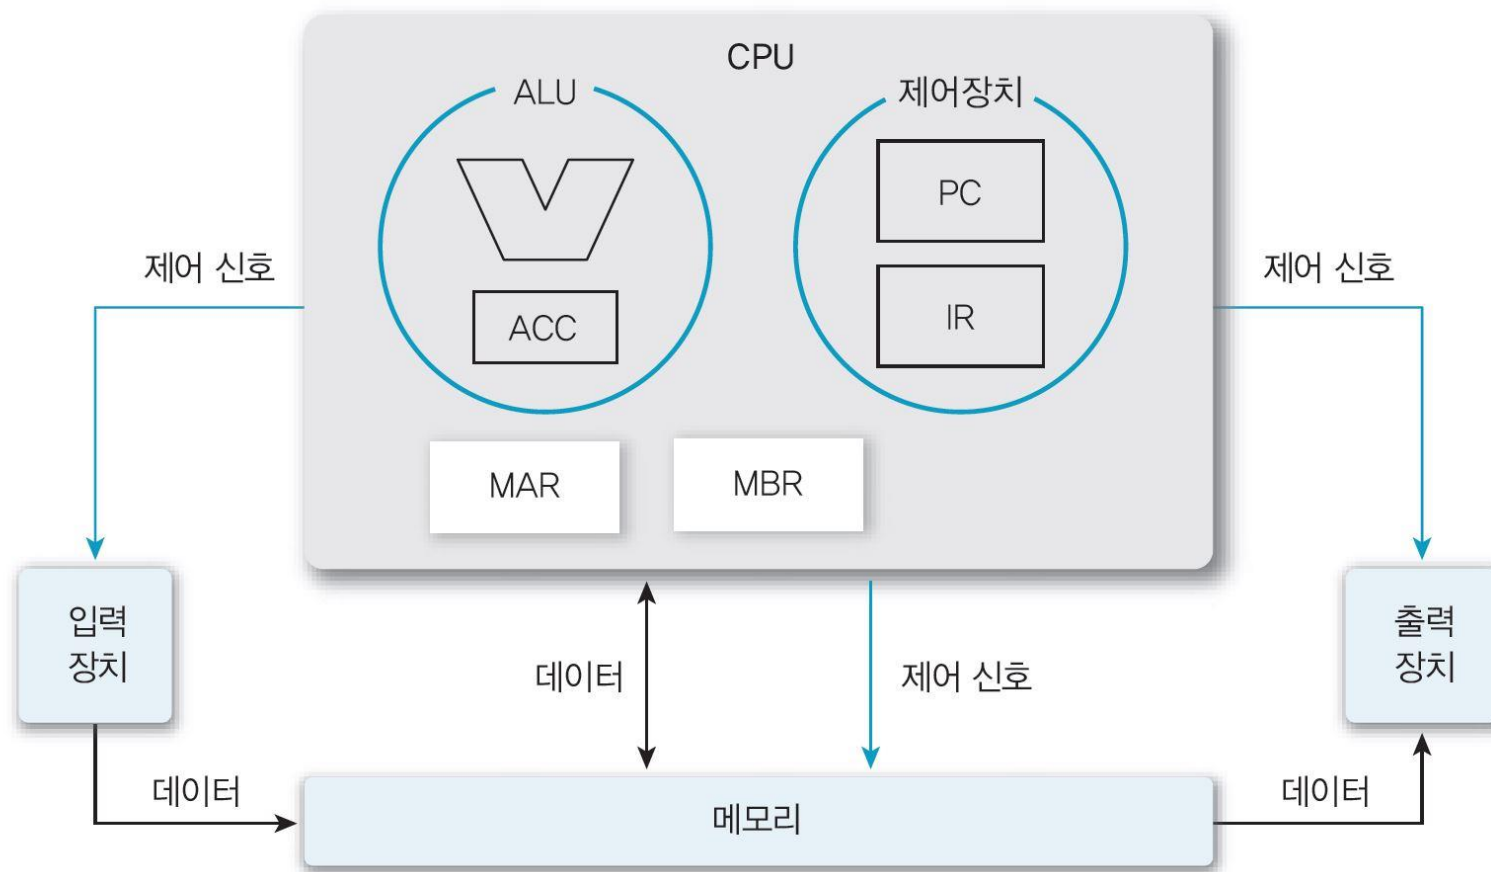 CPU
ALU
제어장치
PC
제어 신호
제어 신호
ACC
IR
MAR
MBR
입력
장치
출력
장치
데이터
제어 신호
데이터
데이터
메모리